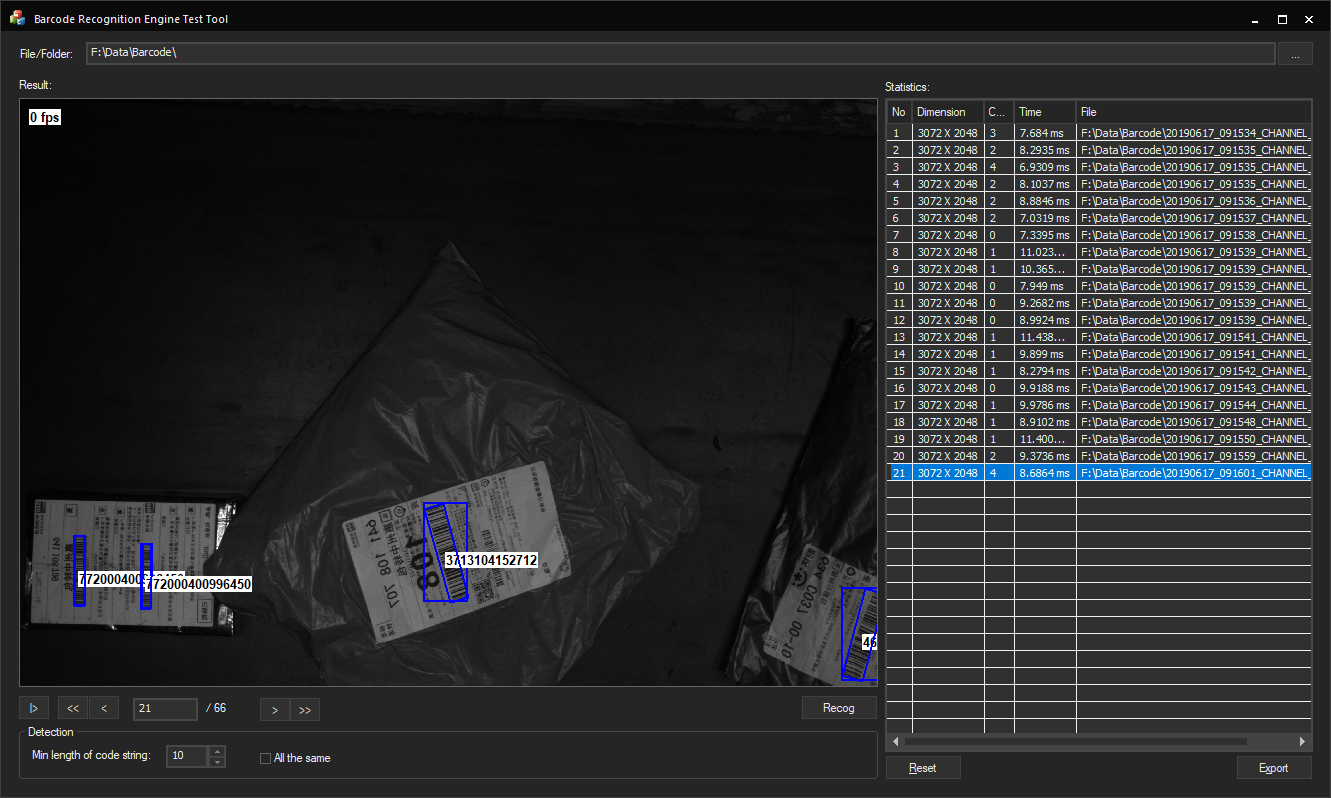 Barcode Recognition Engine Test Tool
File/Folder:
F:\Data\Barcode\
...
Result:
Statistics:
0 fps
No Dimension C... Time File
1 3072 X 2048 3 7.684 ms F:\Data\Barcode\20190617_091534_CHANNEL_
2 3072 X 2048 2 8.2935 ms F:\Data\Barcode\20190617_091535_CHANNEL_
3 3072 X 2048 4 6.9309 ms F:\Data\Barcode\20190617_091535_CHANNEL_
4 3072 X 2048 2 8.1037 ms F:\Data\Barcode\20190617_091535_CHANNEL_
5 3072 X 2048 2 8.8846 ms F:\Data\Barcode\20190617_091536_CHANNEL_
6 3072 X 2048 2 7.0319 ms F:\Data\Barcode\20190617_091537_CHANNEL_
7 3072 X 2048 0 7.3395 ms F:\Data\Barcode\20190617_091538_CHANNEL_
8 3072 X 2048 1 11.023... F:\Data\Barcode\20190617_091539_CHANNEL_
9 3072 X 2048 1 10.365... F:\Data\Barcode\20190617_091539_CHANNEL_
10 3072 X 2048 0 7.949 ms F:\Data\Barcode\20190617_091539_CHANNEL_
11 3072 X 2048 0 9.2682 ms F:\Data\Barcode\20190617_091539_CHANNEL_
12 3072 X 2048 0 8.9924 ms F:\Data\Barcode\20190617_091539_CHANNEL_
13 3072 X 2048 1 11.438... F:\Data\Barcode\20190617_091541_CHANNEL_
14 3072 X 2048 1 9.899 ms F:\Data\Barcode\20190617_091541_CHANNEL_
15 3072 X 2048 1 8.2794 ms F:\Data\Barcode\20190617_091542_CHANNEL_
16 3072 X 2048 0 9.9188 ms F:\Data\Barcode\20190617_091543_CHANNEL_
17 3072 X 2048 1 9.9786 ms F:\Data\Barcode\20190617_091544_CHANNEL_
18 3072 X 2048 1 8.9102 ms F:\Data\Barcode\20190617_091548_CHANNEL_
19 3072 X 2048 1 11.400... F:\Data\Barcode\20190617_091550_CHANNEL_
20 3072 X 2048 2 9.3736 ms F:\Data\Barcode\20190617_091559_CHANNEL_
21 3072 X 2048 4 8.6864 ms F:\Data\Barcode\20190617_091601_CHANNEL_
707 108 tA0
801
3713104152712
772000400996450
46
|> << < 21 / 66 > >>
Recog
Detection
Min length of code string: 10
All the same
Reset
Export